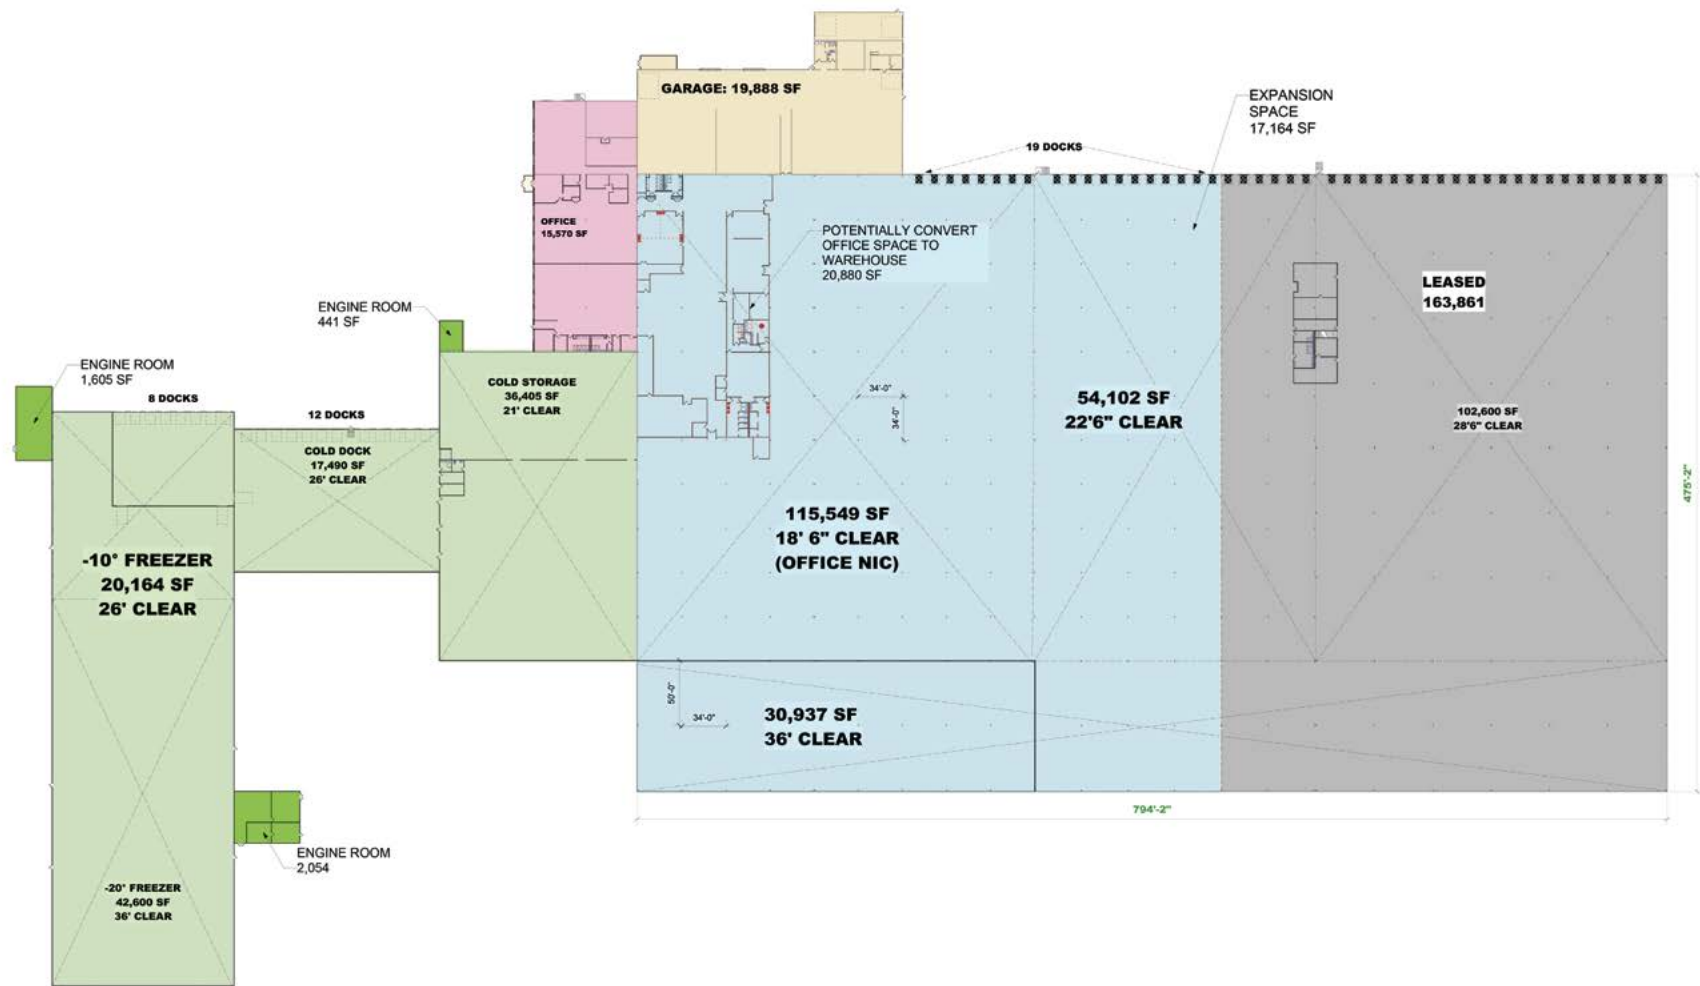 GARAGE: 19,888 SF
EXPANSION
SPACE
17,164 SF
19 DOCKS
OFFICE
15,570 SF
POTENTIALLY CONVERT
OFFICE SPACE TO
WAREHOUSE
20,880 SF
LEASED
163,861
ENGINE ROOM
441 SF
ENGINE ROOM
1,605 SF
8 DOCKS
12 DOCKS
COLD STORAGE
36,405 SF
21' CLEAR
34'-0"
34'-0"
54,102 SF
22'6" CLEAR
102,600 SF
28'6" CLEAR
COLD DOCK
17,490 SF
26' CLEAR
475'-2"
115,549 SF
18' 6" CLEAR
(OFFICE NIC)
-10° FREEZER
20,164 SF
26' CLEAR
50'-0"
34'-0"
30,937 SF
36' CLEAR
794'-2"
ENGINE ROOM
2,054
-20° FREEZER
42,600 SF
36' CLEAR